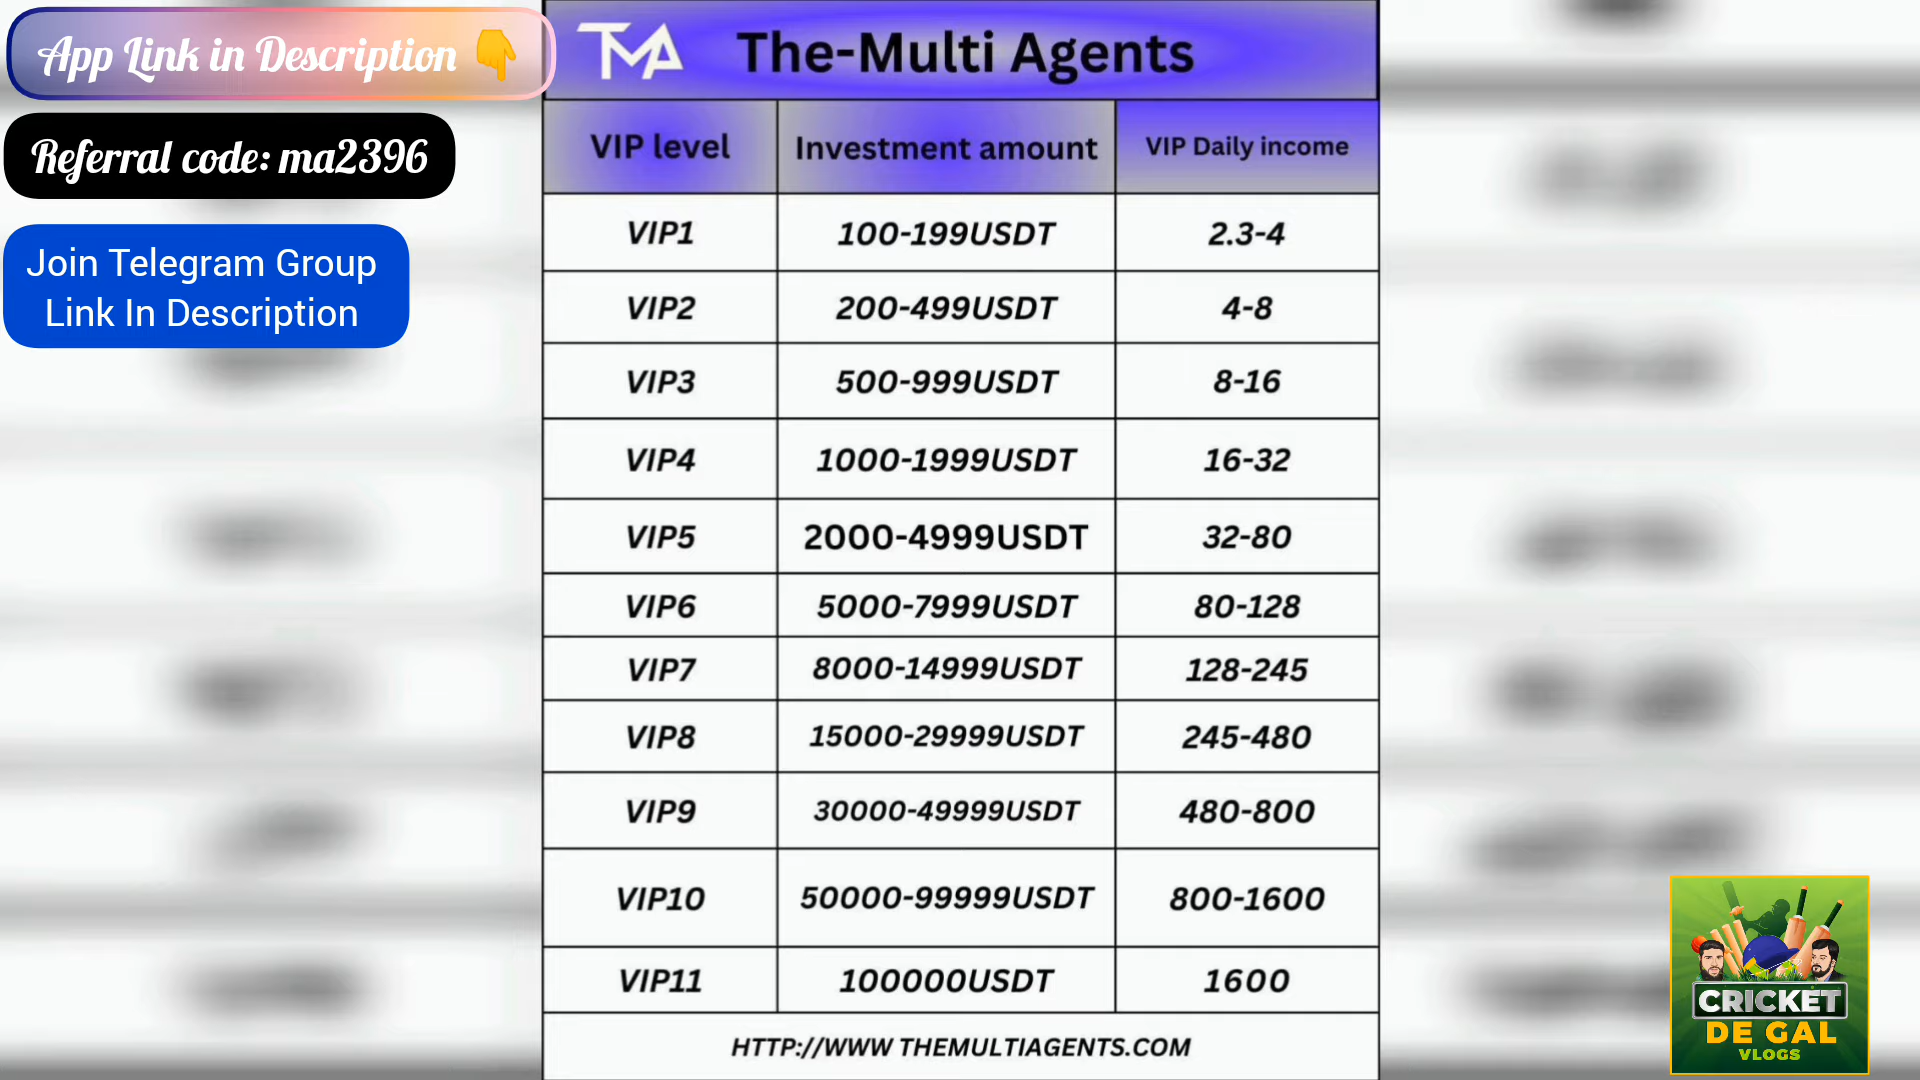 App Link in Description 👇
Referral code: ma2396
Join Telegram Group
Link In Description
TMA The-Multi Agents
VIP level Investment amount VIP Daily income
VIP1 100-199USDT 2.3-4
VIP2 200-499USDT 4-8
VIP3 500-999USDT 8-16
VIP4 1000-1999USDT 16-32
VIP5 2000-4999USDT 32-80
VIP6 5000-7999USDT 80-128
VIP7 8000-14999USDT 128-245
VIP8 15000-29999USDT 245-480
VIP9 30000-49999USDT 480-800
VIP10 50000-99999USDT 800-1600
VIP11 100000USDT 1600
HTTP://WWW THEMULTIAGENTS.COM
CRICKET
DE GAL
VLOGS